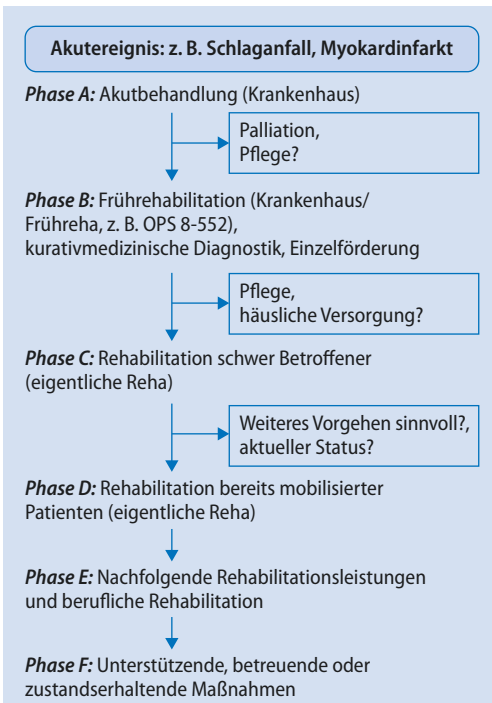 Akutereignis: z. B. Schlaganfall, Myokardinfarkt
Phase A: Akutbehandlung (Krankenhaus)
Palliation,
Pflege?
Phase B: Frührehabilitation (Krankenhaus/
Frühreha, z. B. OPS 8-552),
kurativmedizinische Diagnostik, Einzelförderung
Pflege,
häusliche Versorgung?
Phase C: Rehabilitation schwer Betroffener
(eigentliche Reha)
Weiteres Vorgehen sinnvoll?,
aktueller Status?
Phase D: Rehabilitation bereits mobilisierter
Patienten (eigentliche Reha)
Phase E: Nachfolgende Rehabilitationsleistungen
und berufliche Rehabilitation
Phase F: Unterstützende, betreuende oder
zustandserhaltende Maßnahmen